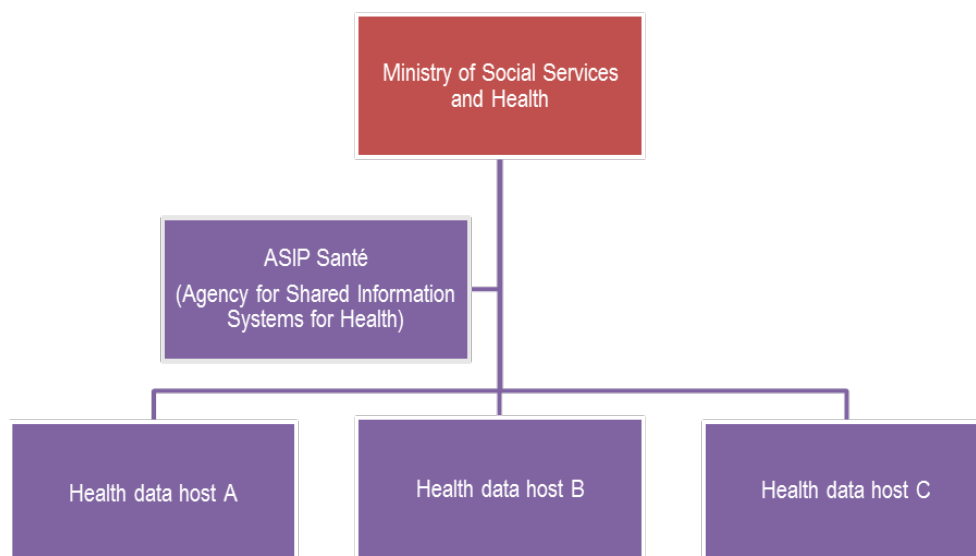 Ministry of Social Services
and Health
ASIP Santé
(Agency for Shared Information
Systems for Health)
Health data host A
Health data host B
Health data host C